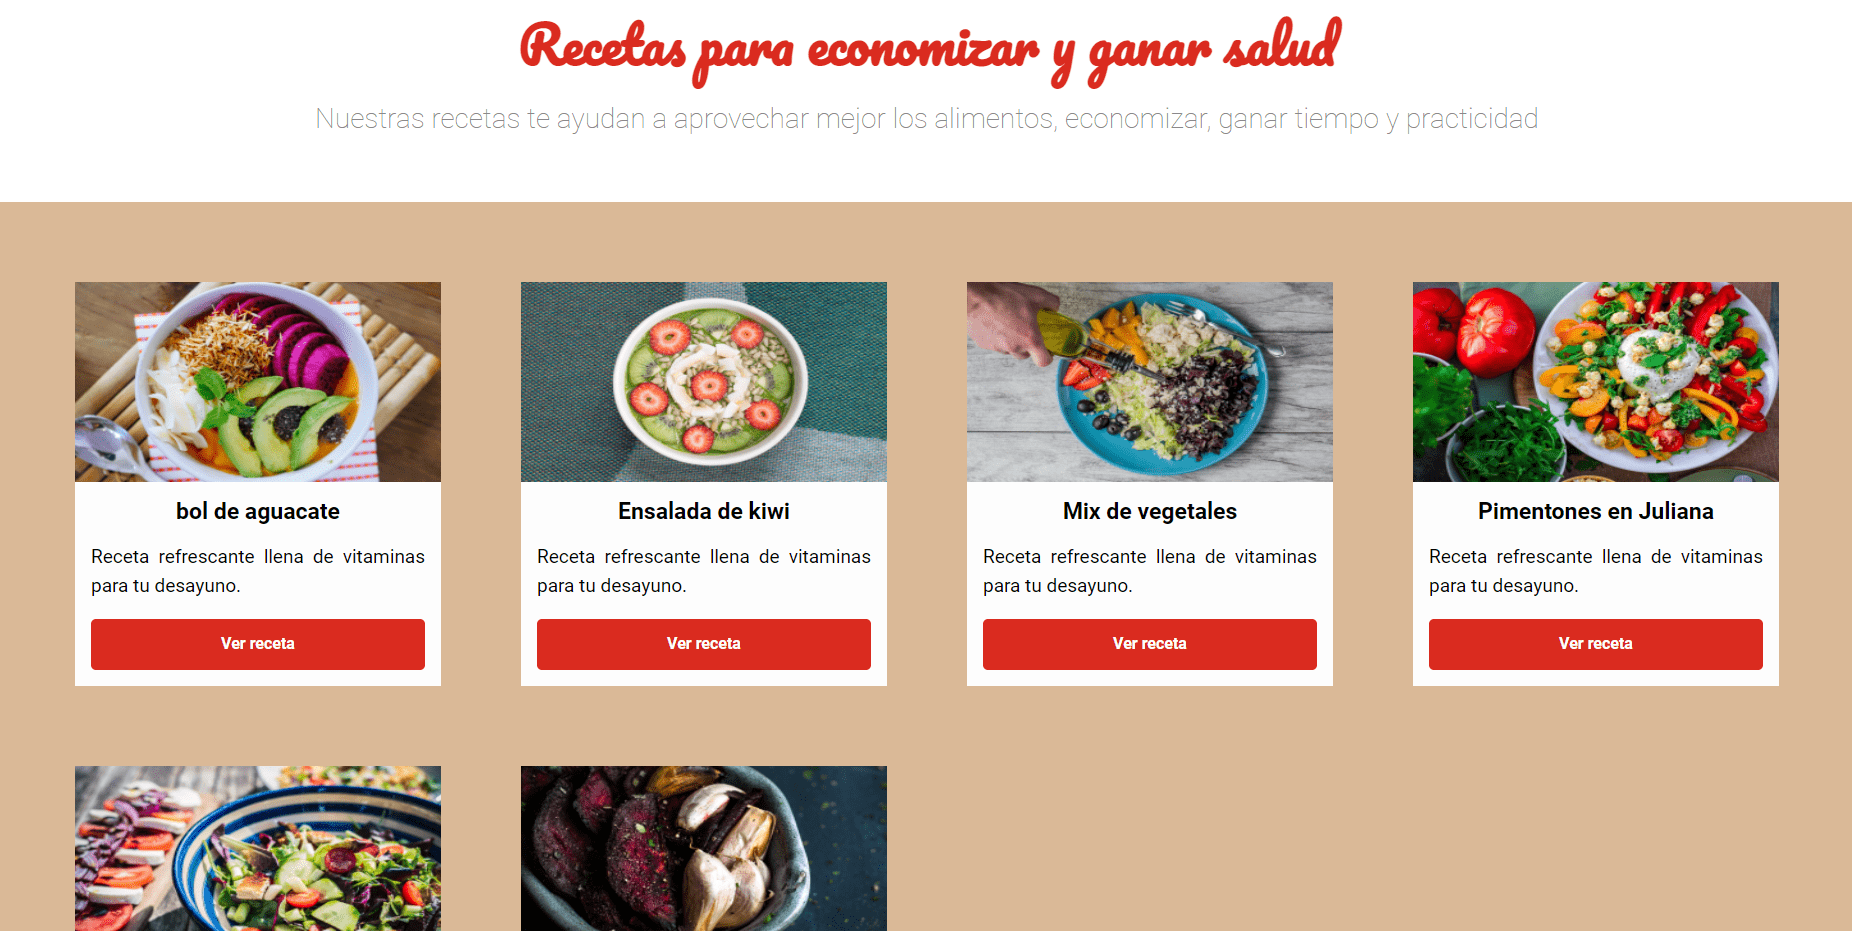 Recetas para economizar y ganar salud
Nuestras recetas te ayudan a aprovechar mejor los alimentos, economizar, ganar tiempo y practicidad
bol de aguacate
Receta refrescante llena de vitaminas
para tu desayuno.
Ver receta
Ensalada de kiwi
Receta refrescante llena de vitaminas
para tu desayuno.
Ver receta
Mix de vegetales
Receta refrescante llena de vitaminas
para tu desayuno.
Ver receta
Pimentones en Juliana
Receta refrescante llena de vitaminas
para tu desayuno.
Ver receta